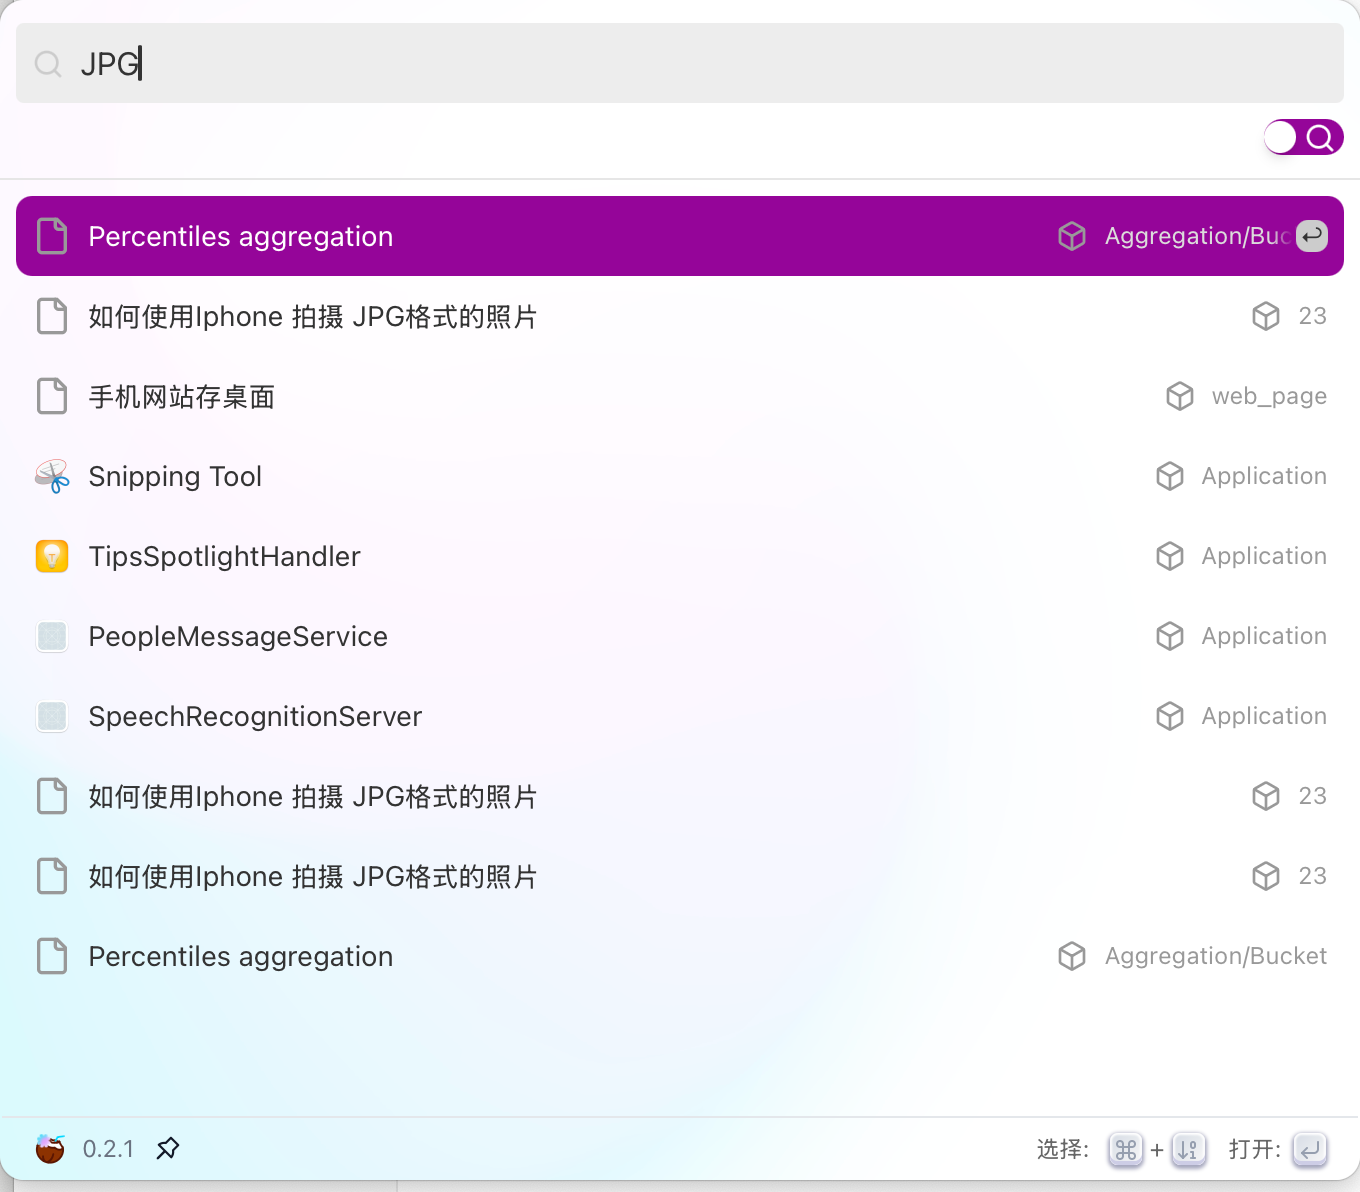 JPG
Percentiles aggregation Aggregation/Buc
如何使用Iphone 拍摄 JPG格式的照片 23
手机网站存桌面 web_page
Snipping Tool Application
TipsSpotlightHandler Application
PeopleMessageService Application
SpeechRecognitionServer Application
如何使用Iphone 拍摄 JPG格式的照片 23
如何使用Iphone 拍摄 JPG格式的照片 23
Percentiles aggregation Aggregation/Bucket
0.2.1 选择: ⌘ + 打开: